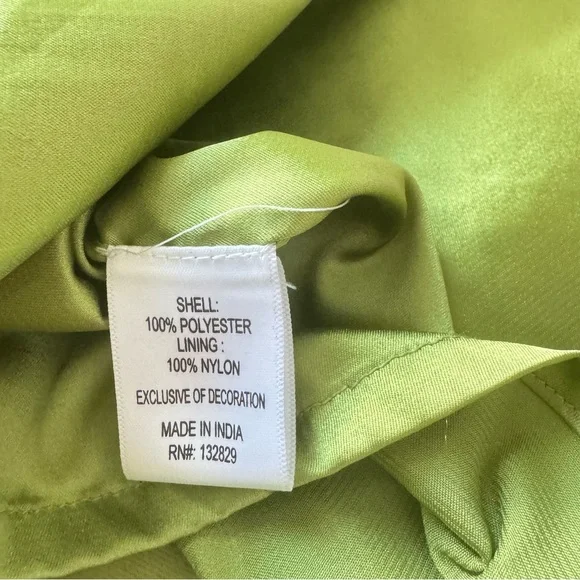 SHELL:
100% POLYESTER
LINING :
100% NYLON
EXCLUSIVE OF DECORATION
MADE IN INDIA
RN#: 132829